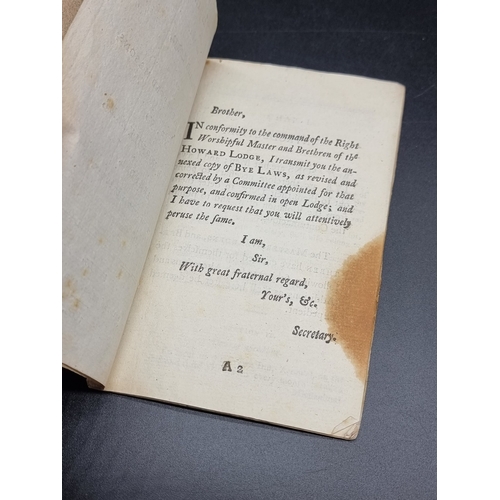 Brother,
IN conformity to the command of the Right
Worshipful Master and Brethren of the
HOWARD LODGE, I transmit you the an-
nexed copy of BYE LAWS, as revised and
corrected by a Committee appointed for that
purpose, and confirmed in open Lodge; and
I have to request that you will attentively
peruse the ſame.
I am,
Sir,
With great fraternal regard,
Your's, &c.
Secretary.
A 2